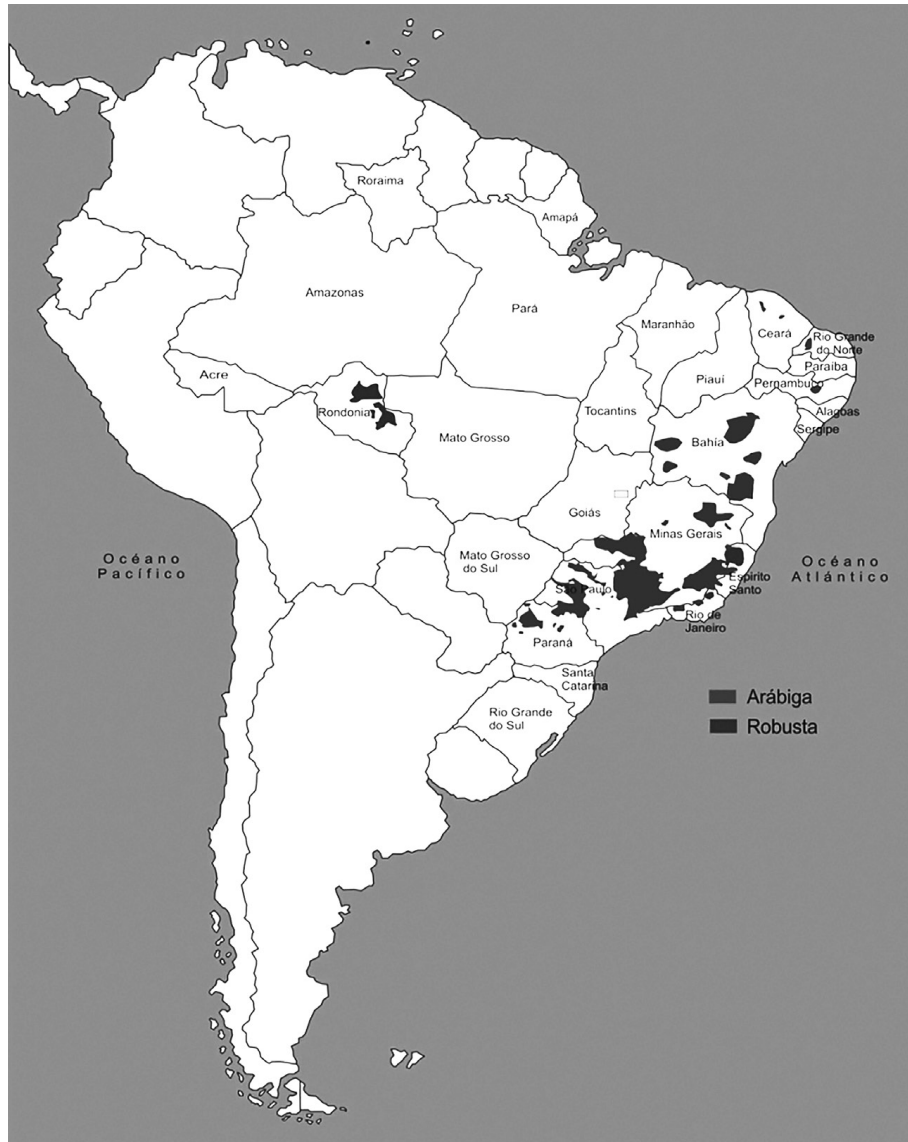 Roraima
Amapá
Amazonas
Pará
Maranhão
Ceará
Rio Grande
do Norte
Paraíba
Piauí
Pernambuco
Acre
Rondonia
Tocantins
Alagoas
Sergipe
Bahía
Mato Grosso
Goiás
Minas Gerais
Océano
Pacífico
Mato Grosso
do Sul
Océano
Atlántico
Espirito
Santo
São Paulo
Rio de
Janeiro
Paraná
Santa
Catarina
Rio Grande
do Sul
Arábiga
Robusta